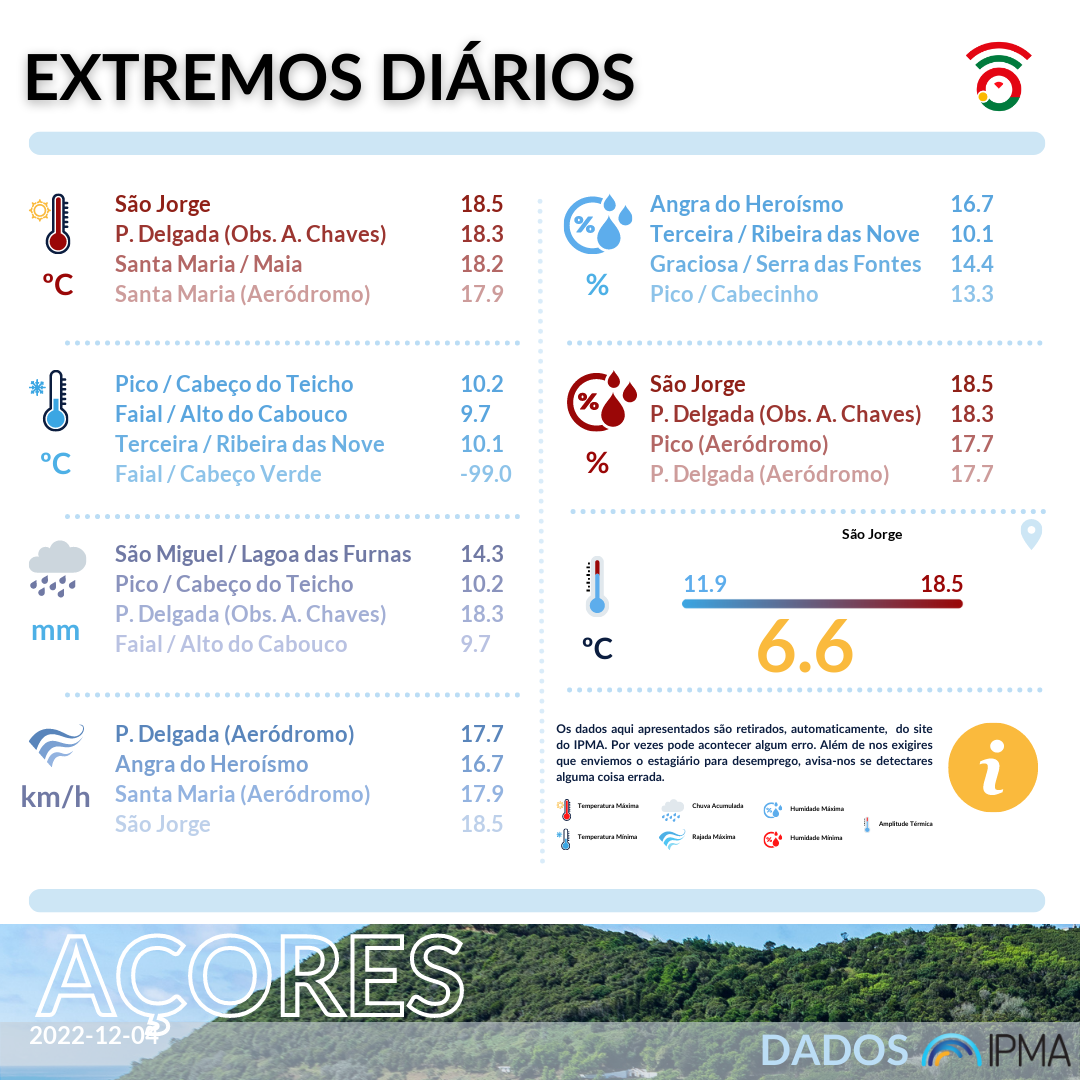 EXTREMOS DIÁRIOS
São Jorge 18.5
P. Delgada (Obs. A. Chaves) 18.3
Santa Maria / Maia 18.2
Santa Maria (Aeródromo) 17.9
ºC
Pico / Cabeço do Teicho 10.2
Faial / Alto do Cabouco 9.7
Terceira / Ribeira das Nove 10.1
Faial / Cabeço Verde -99.0
ºC
São Miguel / Lagoa das Furnas 14.3
Pico / Cabeço do Teicho 10.2
P. Delgada (Obs. A. Chaves) 18.3
Faial / Alto do Cabouco 9.7
mm
P. Delgada (Aeródromo) 17.7
Angra do Heroísmo 16.7
Santa Maria (Aeródromo) 17.9
São Jorge 18.5
km/h
%
Angra do Heroísmo 16.7
Terceira / Ribeira das Nove 10.1
Graciosa / Serra das Fontes 14.4
Pico / Cabecinho 13.3
%
%
São Jorge 18.5
P. Delgada (Obs. A. Chaves) 18.3
Pico (Aeródromo) 17.7
P. Delgada (Aeródromo) 17.7
%
São Jorge
11.9 18.5
6.6
ºC
Os dados aqui apresentados são retirados, automaticamente, do site
do IPMA. Por vezes pode acontecer algum erro. Além de nos exigires
que enviemos o estagiário para desemprego, avisa-nos se detectares
alguma coisa errada.
i
Temperatura Máxima Chuva Acumulada Humidade Máxima
Amplitude Térmica
Temperatura Mínima Rajada Máxima Humidade Mínima
AÇORES
2022-12-04
DADOS IPMA